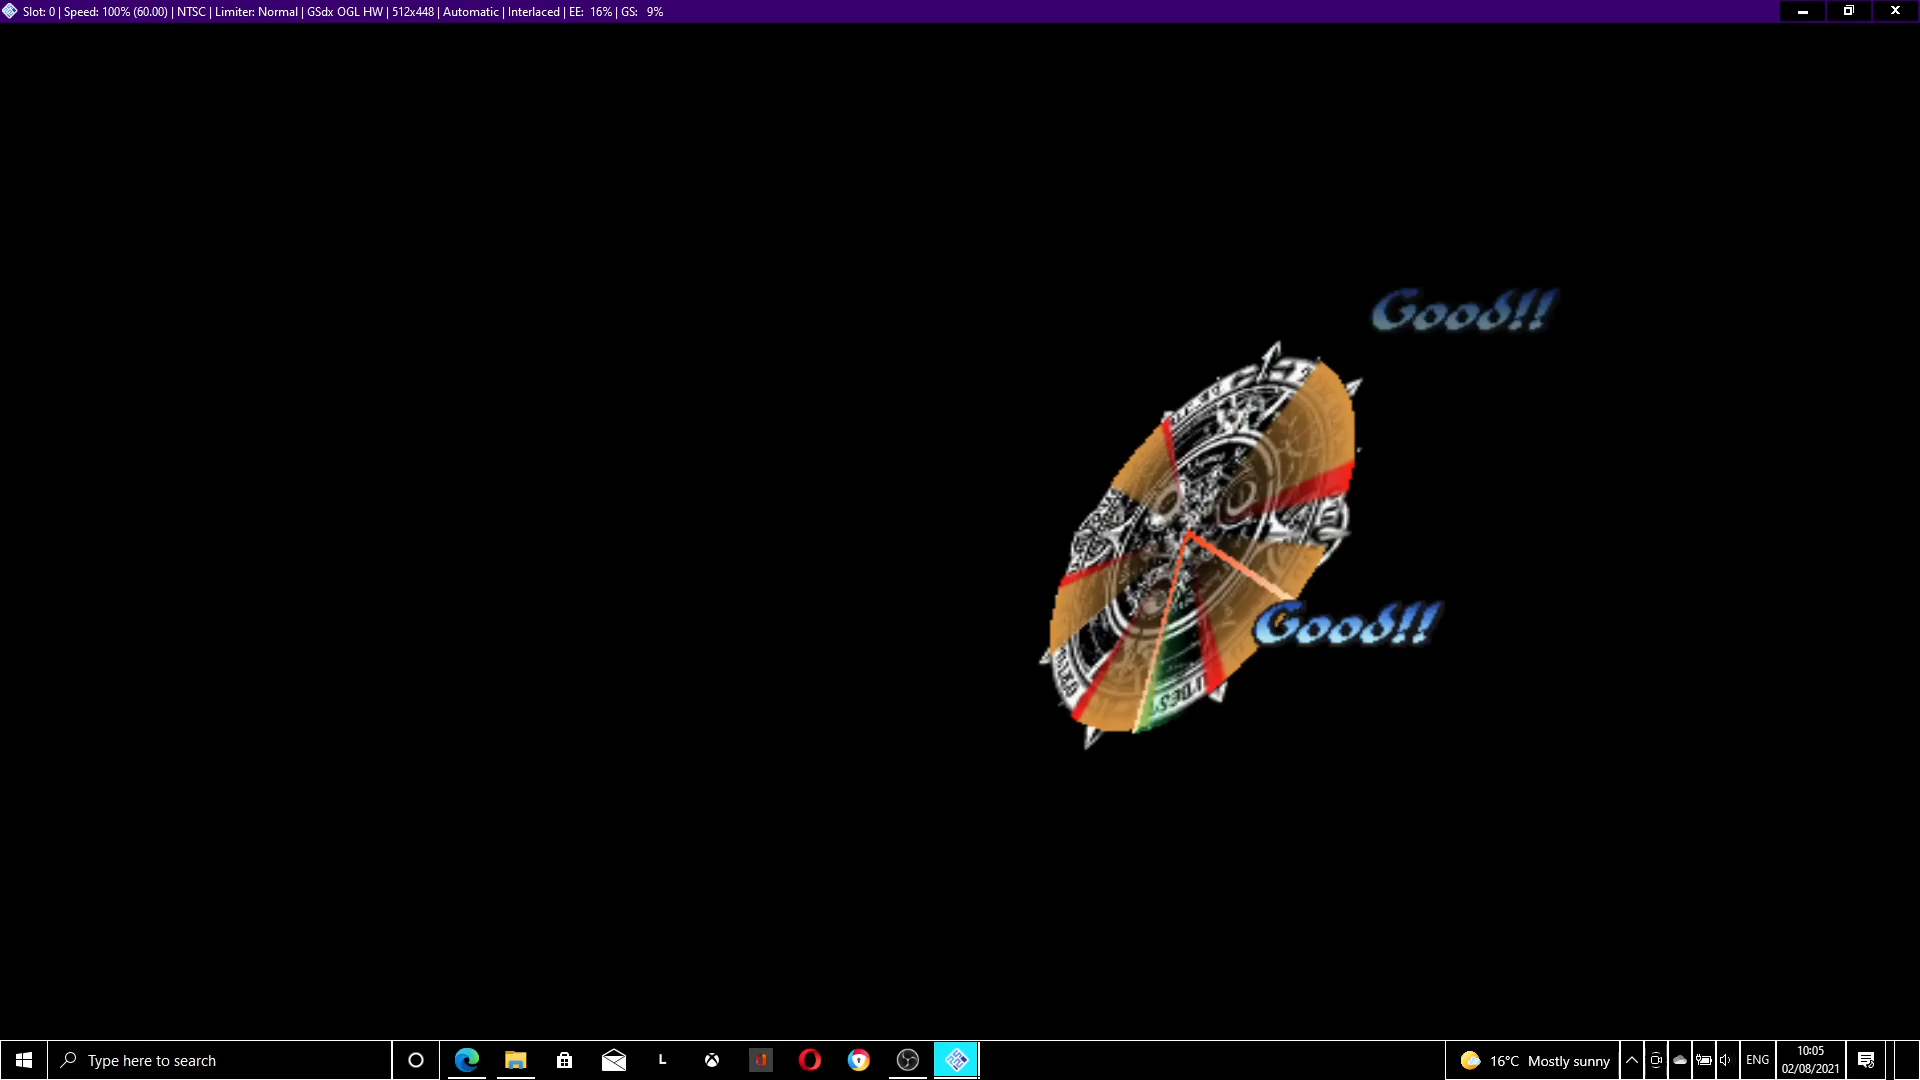 Slot: 0 | Speed: 100% (60.00) | NTSC | Limiter: Normal | GSdx OGL HW | 512x448 | Automatic | Interlaced | EE: 16% | GS: 9%
Good!!
Good!!
Type here to search
L
16°C Mostly sunny
ENG
10:05
02/08/2021